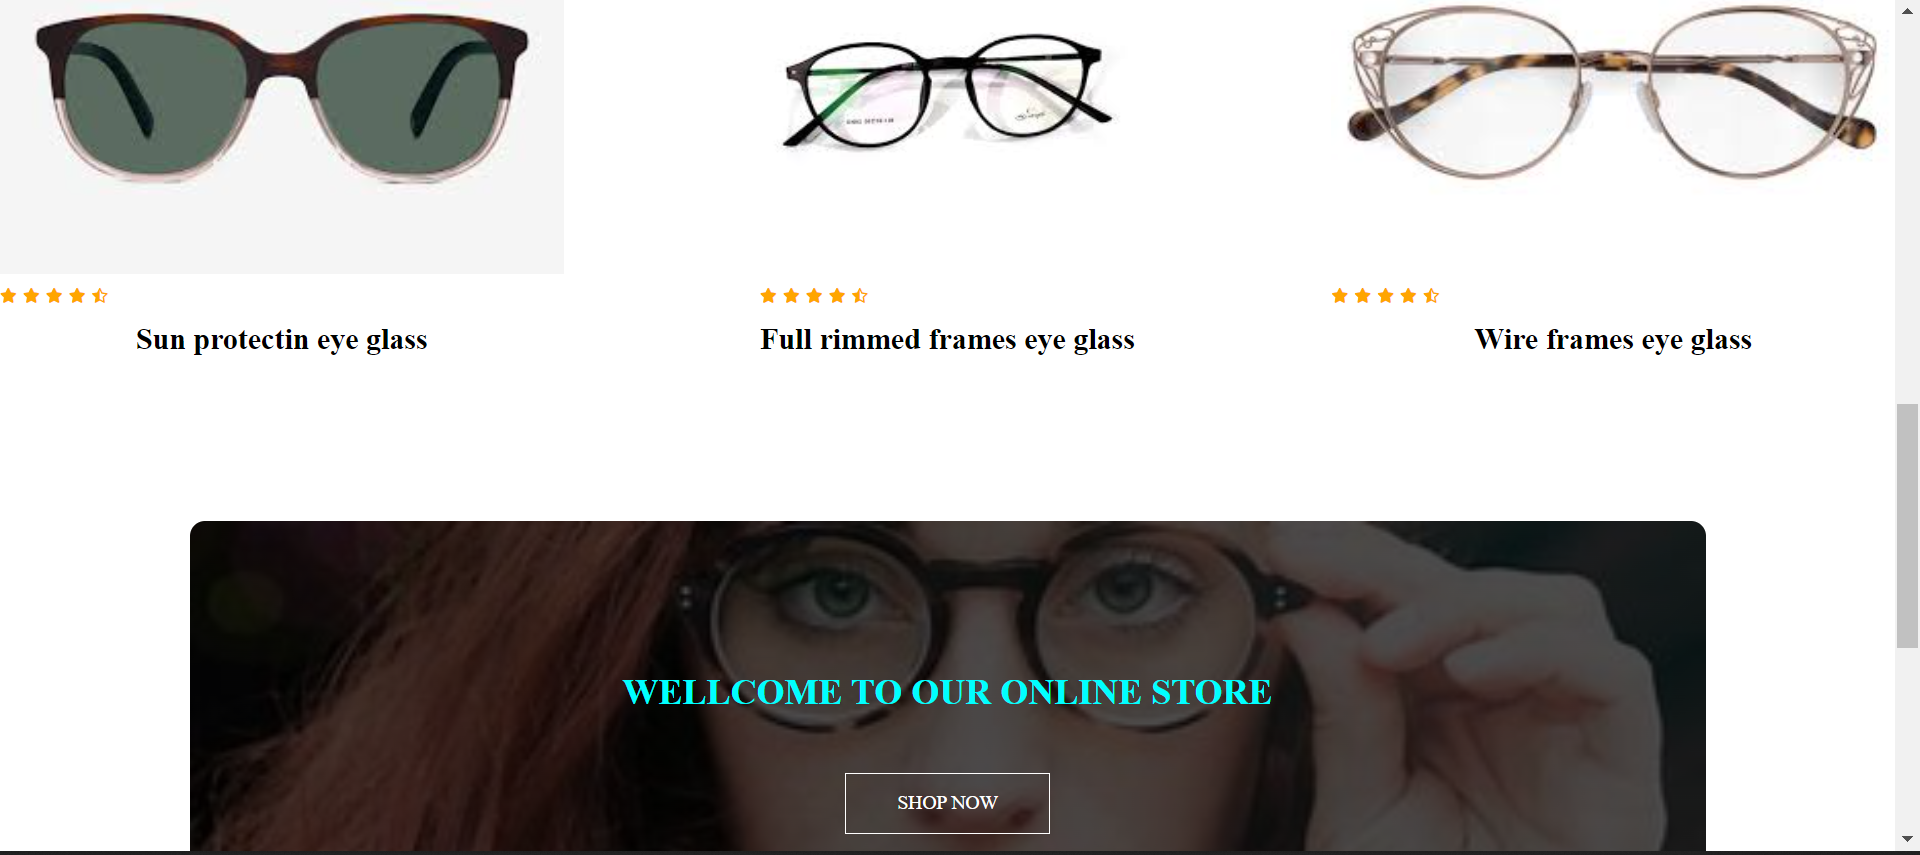 Sun protectin eye glass
Full rimmed frames eye glass
Wire frames eye glass
WELLCOME TO OUR ONLINE STORE
SHOP NOW